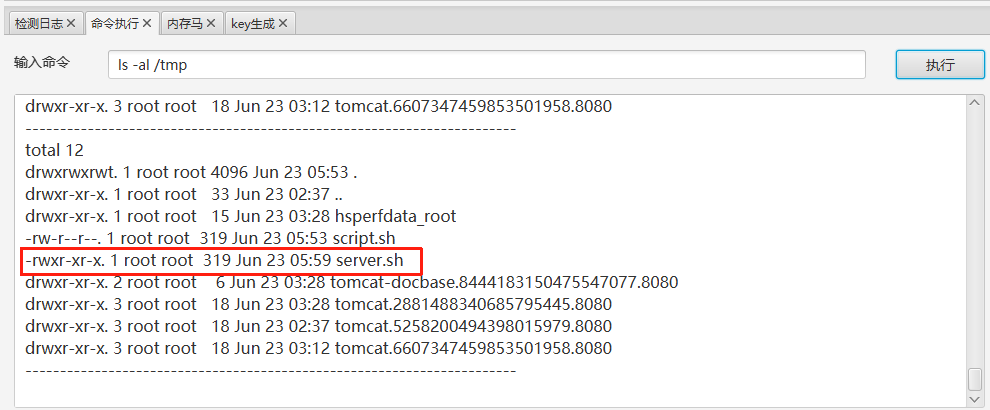 检测日志 × 命令执行 × 内存马 × key生成 ×
输入命令 ls -al /tmp 执行
drwxr-xr-x. 3 root root 18 Jun 23 03:12 tomcat.6607347459853501958.8080
----------------------------------------------------------------------
total 12
drwxrwxrwt. 1 root root 4096 Jun 23 05:53 .
drwxr-xr-x. 1 root root 33 Jun 23 02:37 ..
drwxr-xr-x. 1 root root 15 Jun 23 03:28 hsperfdata_root
-rw-r--r--. 1 root root 319 Jun 23 05:53 script.sh
-rwxr-xr-x. 1 root root 319 Jun 23 05:59 server.sh
drwxr-xr-x. 2 root root 6 Jun 23 03:28 tomcat-docbase.8444183150475547077.8080
drwxr-xr-x. 3 root root 18 Jun 23 03:28 tomcat.2881488340685795445.8080
drwxr-xr-x. 3 root root 18 Jun 23 02:37 tomcat.5258200494398015979.8080
drwxr-xr-x. 3 root root 18 Jun 23 03:12 tomcat.6607347459853501958.8080
----------------------------------------------------------------------